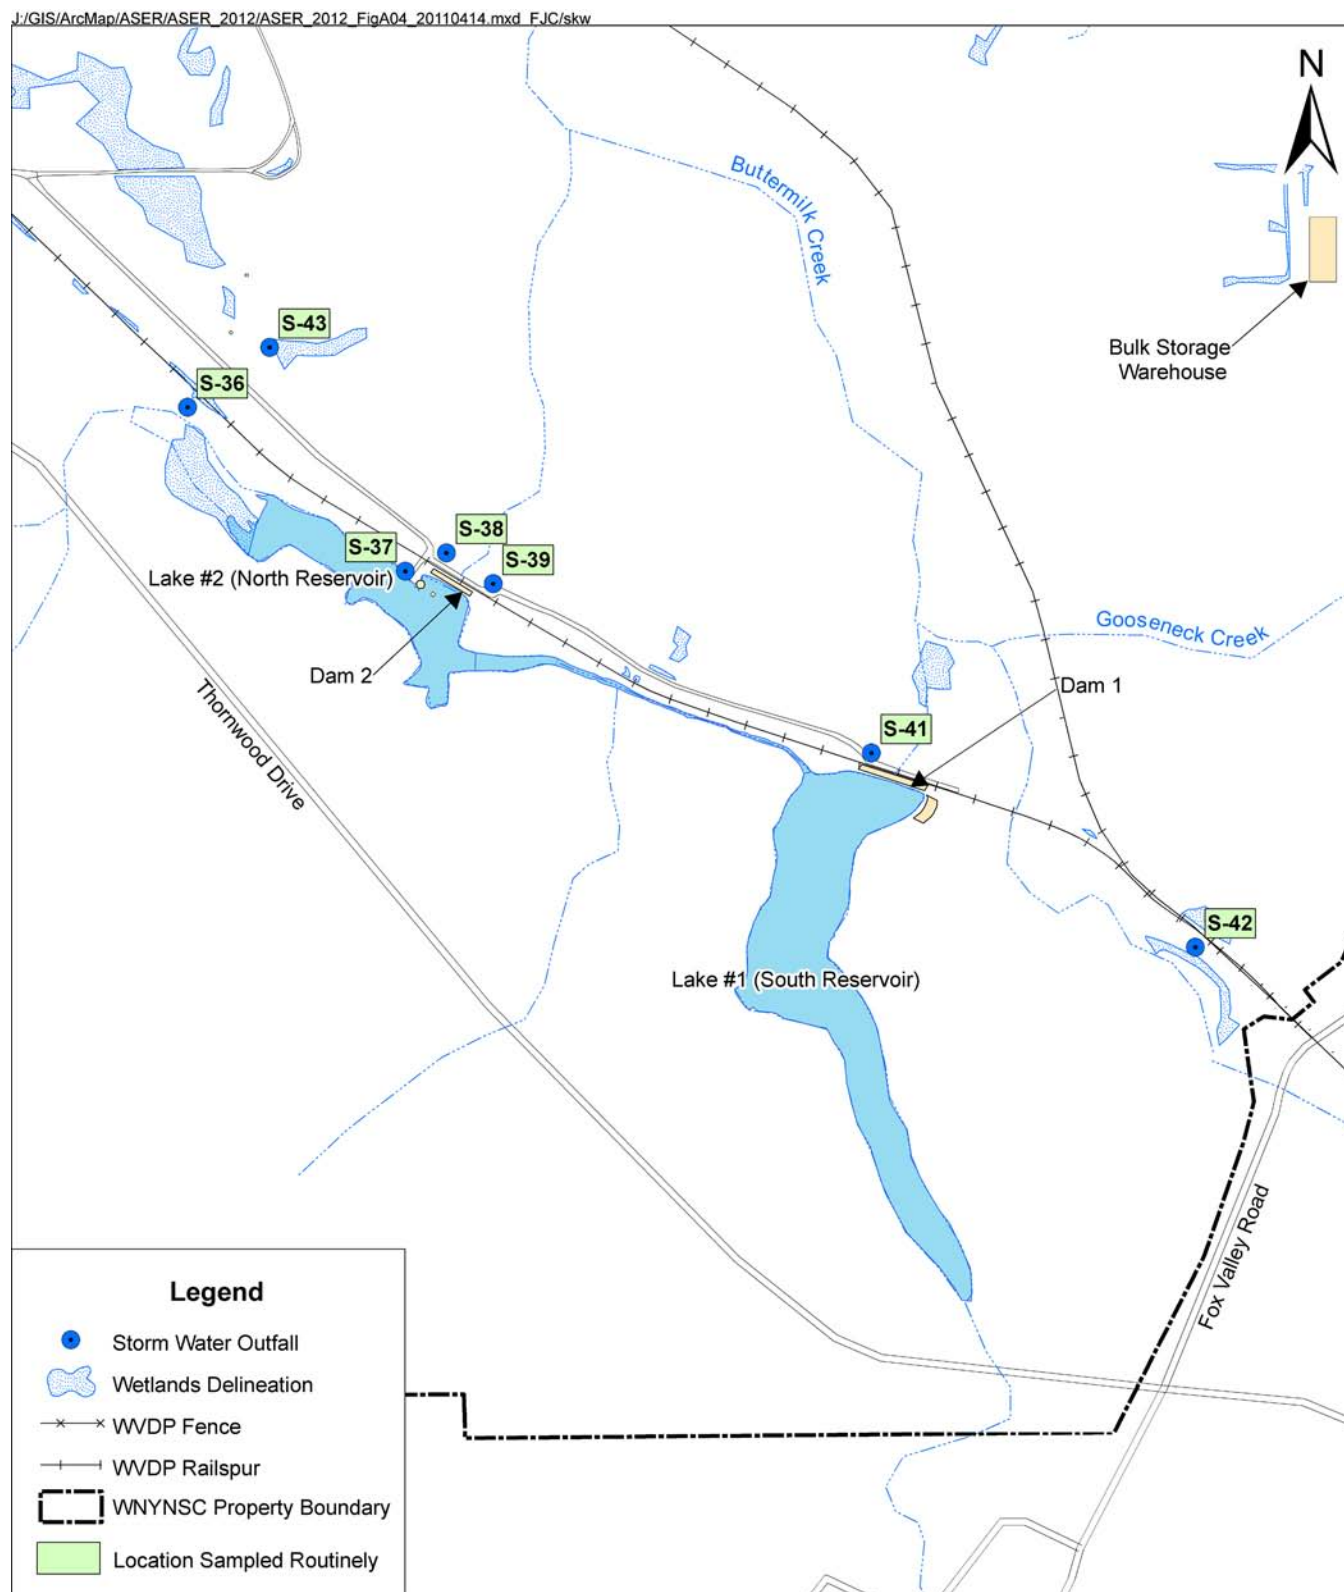 J:/GIS/ArcMap/ASER/ASER_2012/ASER_2012_FigA04_20110414.mxd FJC/skw
N
Buttermilk Creek
S-43
Bulk Storage
Warehouse
S-36
S-38
S-37
S-39
Lake #2 (North Reservoir)
Gooseneck Creek
Dam 2
Dam 1
Thornwood Drive
S-41
S-42
Lake #1 (South Reservoir)
Fox Valley Road
Legend
Storm Water Outfall
Wetlands Delineation
WVDP Fence
WVDP Railspur
WNYNSC Property Boundary
Location Sampled Routinely